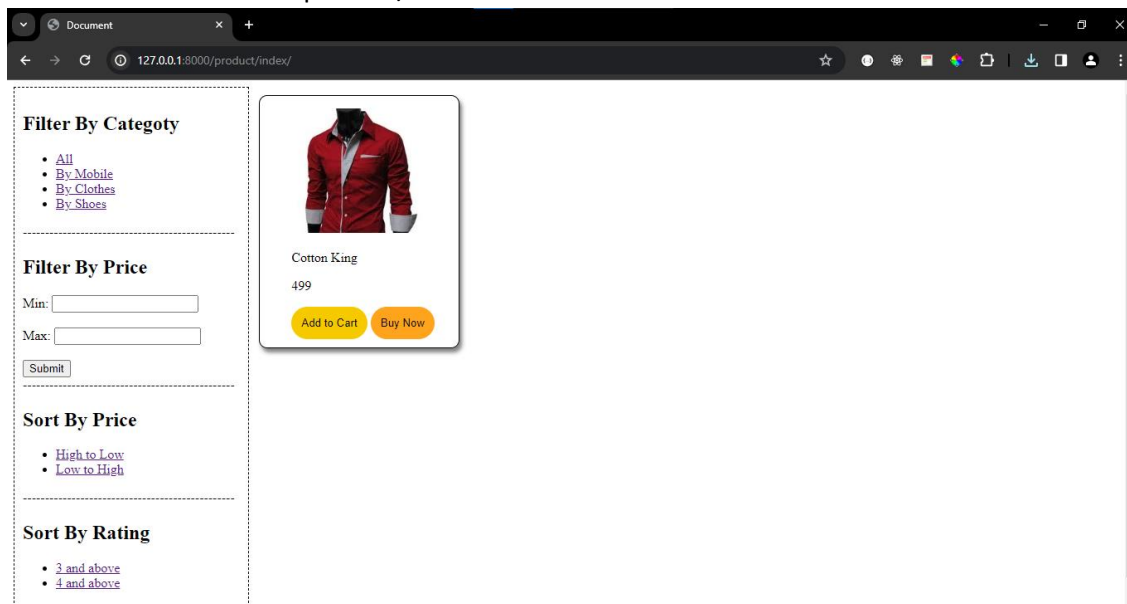 Document
127.0.0.1:8000/product/index/
Filter By Categoty
All
By Mobile
By Clothes
By Shoes
Filter By Price
Min:
Max:
Submit
Sort By Price
High to Low
Low to High
Sort By Rating
3 and above
4 and above
Cotton King
499
Add to Cart Buy Now